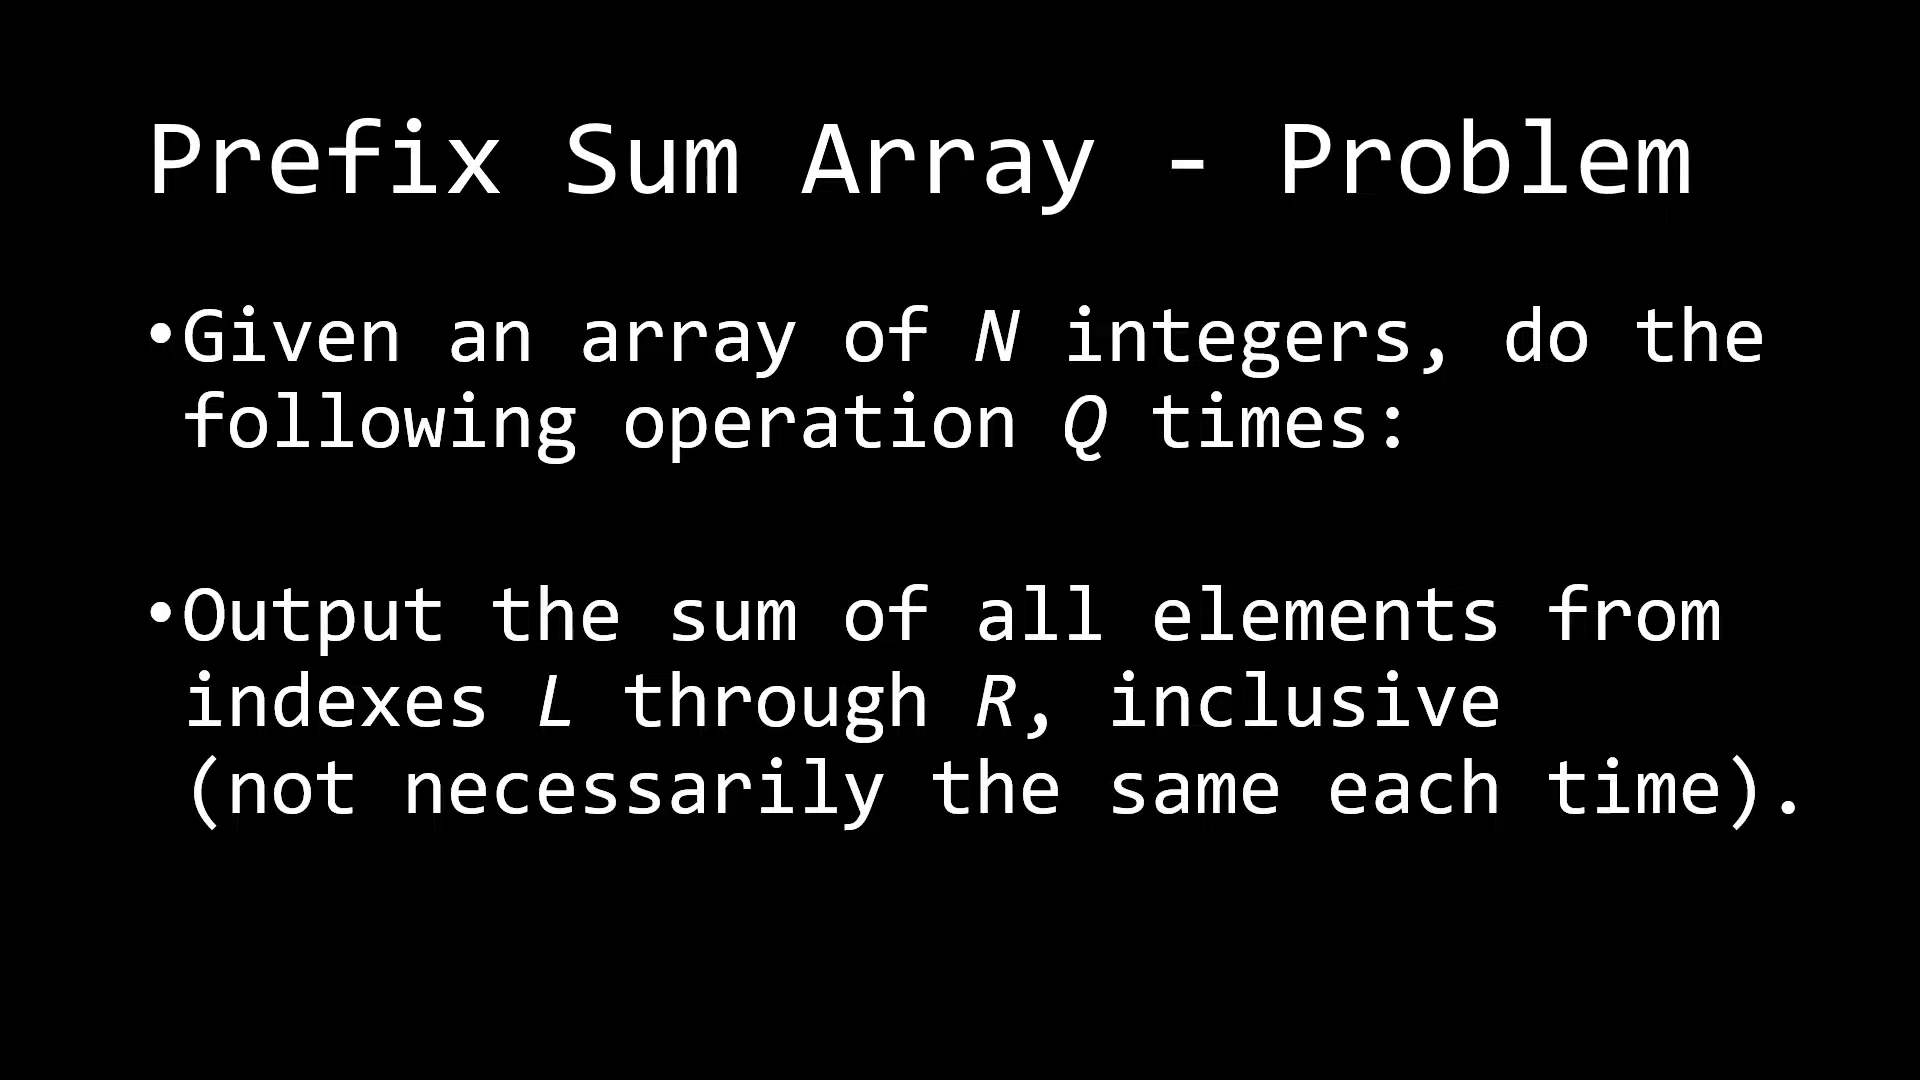 Prefix Sum Array - Problem
•Given an array of N integers, do the
following operation Q times:
•Output the sum of all elements from
indexes L through R, inclusive
(not necessarily the same each time).